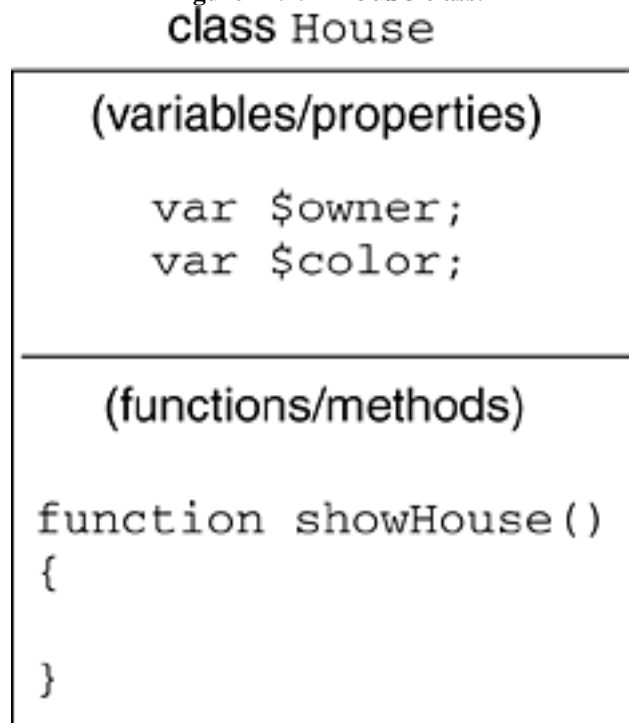 class House
(variables/properties)
var $owner;
var $color;
(functions/methods)
function showHouse()
{
}